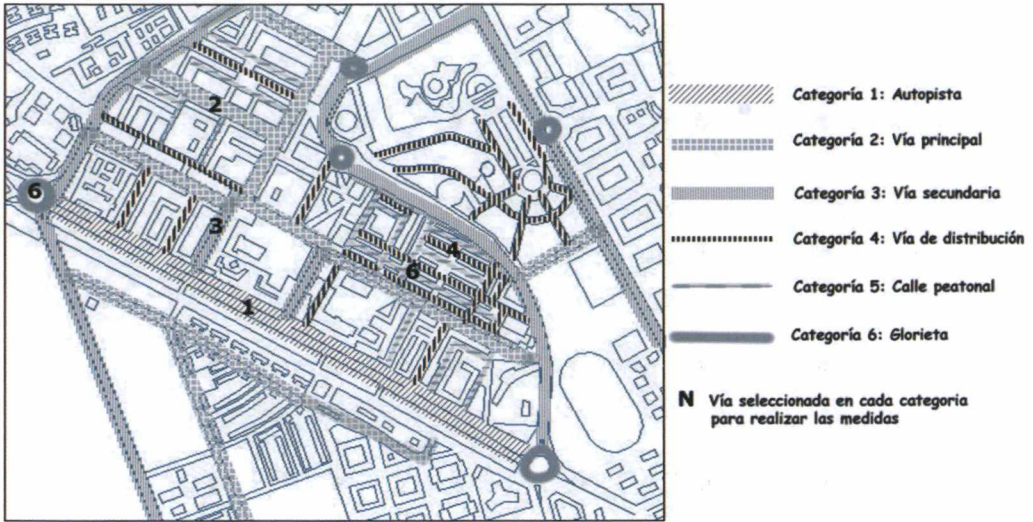 2
6
3
4
6
1
Categoría 1: Autopista
Categoría 2: Vía principal
Categoría 3: Vía secundaria
Categoría 4: Vía de distribución
Categoría 5: Calle peatonal
Categoría 6: Glorieta
N Vía seleccionada en cada categoria
para realizar las medidas